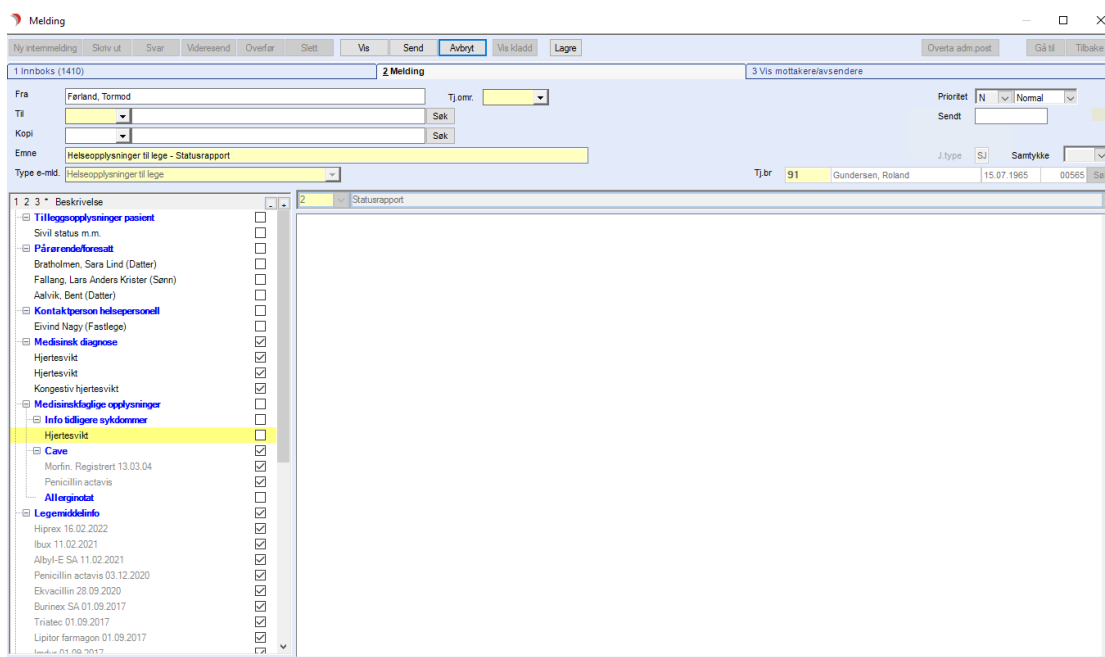 Melding
Ny internmelding Skriv ut Svar Videresend Overfør Slett Vis Send Avbryt Vis kladd Lagre Overta adm.post Gå til Tilbake
1 Innboks (1410) 2 Melding 3 Vis mottakere/avsendere
Fra Førland, Tormod Tj.omr. Prioritet N Normal
Til Søk Sendt
Kopi Søk
Emne Helseopplysninger til lege - Statusrapport J.type SJ Samtykke
Type e-mld. Helseopplysninger til lege Tj.br 91 Gundersen, Roland 15.07.1965 00565 Sø
1 2 3 * Beskrivelse - + 2 Statusrapport
Tilleggsopplysninger pasient
Sivil status m.m.
Pårørende/foresatt
Bratholmen, Sara Lind (Datter)
Fallang, Lars Anders Krister (Sønn)
Aalvik, Bent (Datter)
Kontaktperson helsepersonell
Eivind Nagy (Fastlege)
Medisinsk diagnose
Hjertesvikt
Hjertesvikt
Kongestiv hjertesvikt
Medisinskfaglige opplysninger
Info tidligere sykdommer
Hjertesvikt
Cave
Morfin. Registrert 13.03.04
Penicillin actavis
Allerginotat
Legemiddelinfo
Hiprex 16.02.2022
Ibux 11.02.2021
Albyl-E SA 11.02.2021
Penicillin actavis 03.12.2020
Ekvacillin 28.09.2020
Burinex SA 01.09.2017
Triatec 01.09.2017
Lipitor farmagon 01.09.2017
Imdur 01.09.2017